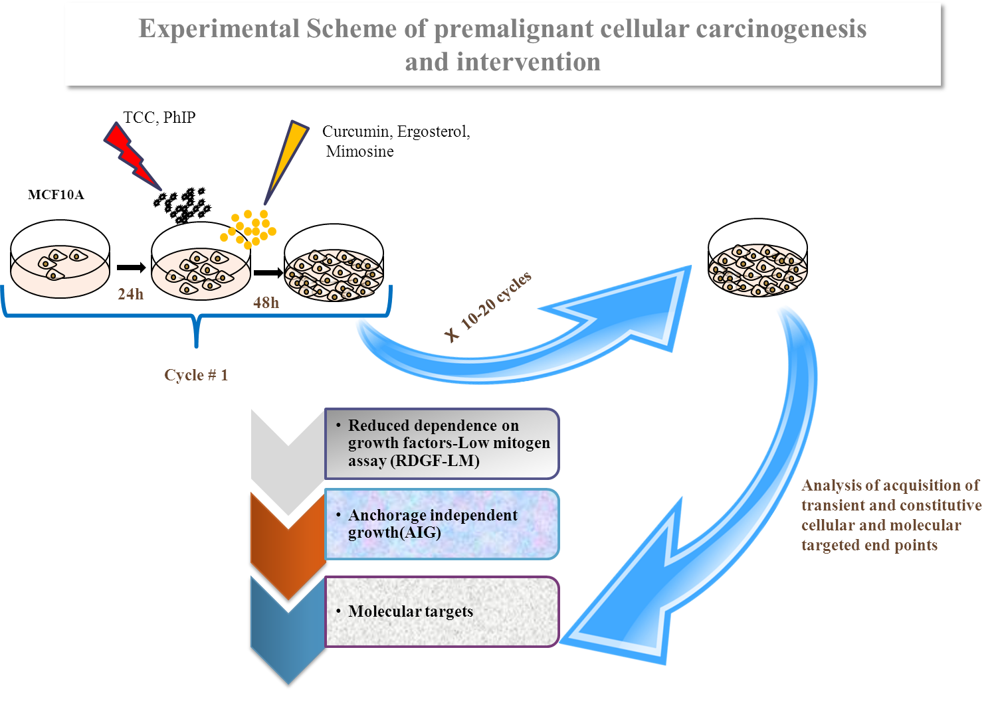 Experimental Scheme of premalignant cellular carcinogenesis
and intervention
TCC, PhIP
Curcumin, Ergosterol,
Mimosine
MCF10A
24h
48h
X 10-20 cycles
Cycle # 1
• Reduced dependence on
growth factors-Low mitogen
assay (RDGF-LM)
• Anchorage independent
growth(AIG)
• Molecular targets
Analysis of acquisition of
transient and constitutive
cellular and molecular
targeted end points